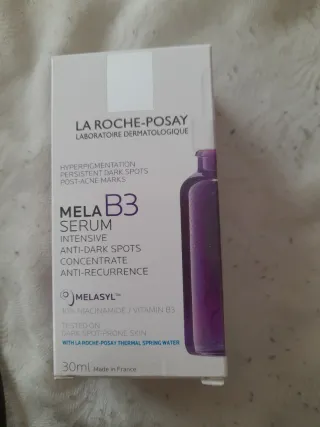 LA ROCHE-POSAY
LABORATOIRE DERMATOLOGIQUE
HYPERPIGMENTATION
PERSISTENT DARK SPOTS
POST-ACNE MARKS
MELA B3
SERUM
INTENSIVE
ANTI-DARK SPOTS
CONCENTRATE
ANTI-RECURRENCE
MELASYL™
10% NIACINAMIDE / VITAMIN B3
TESTED ON
DARK-SPOT-PRONE SKIN
WITH LA ROCHE-POSAY THERMAL SPRING WATER
30ml Made in France